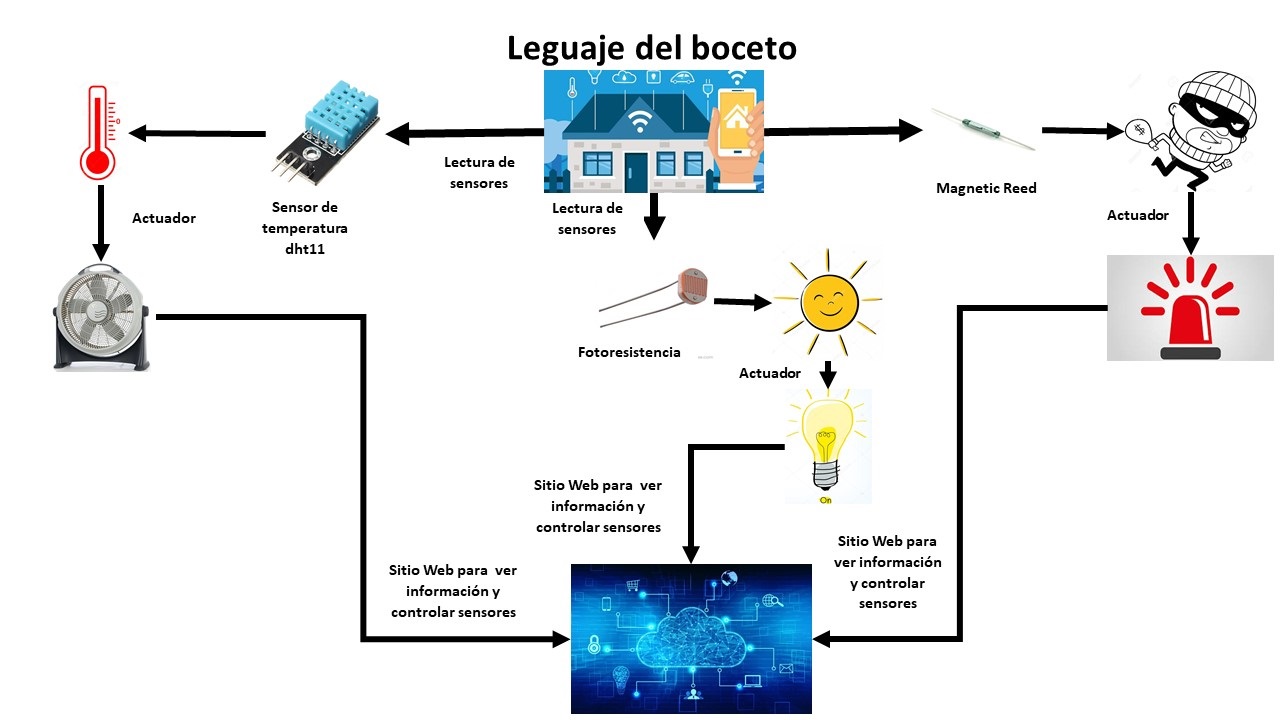 Leguaje del boceto
Lectura de
sensores
Magnetic Reed
Lectura de
sensores
Actuador
Sensor de
temperatura
dht11
Actuador
Fotoresistencia
Actuador
On
Sitio Web para ver
información y
controlar sensores
Sitio Web para
ver información
y controlar
sensores
Sitio Web para ver
información y
controlar sensores